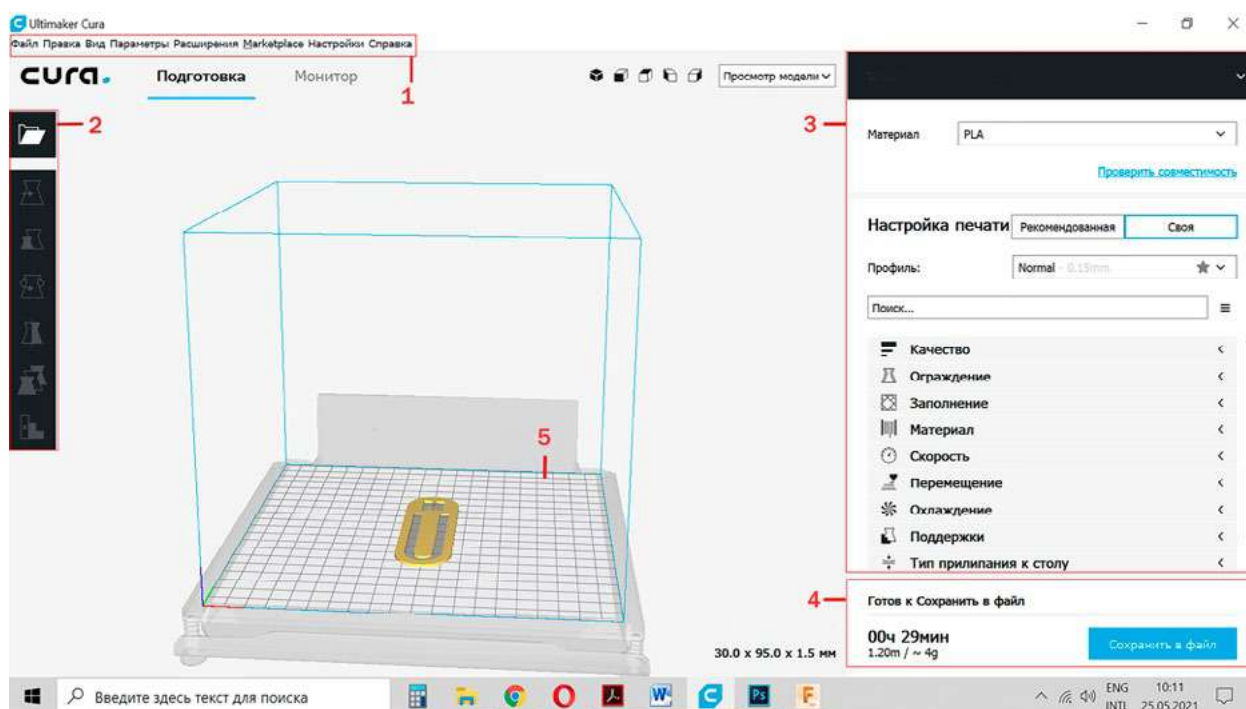 Ultimaker Cura
Файл Правка Вид Параметры Расширения Marketplace Настройки Справка
1
cura.
Подготовка
Монитор
Просмотр модели
2
3
Материал
PLA
Проверить совместимость
Настройка печати
Рекомендованная
Своя
Профиль:
Normal - 0.15mm
Поиск...
Качество
Ограждение
Заполнение
Материал
Скорость
Перемещение
Охлаждение
Поддержки
Тип прилипания к столу
5
4
Готов к Сохранить в файл
00ч 29мин
1.20m / ~ 4g
Сохранить в файл
30.0 x 95.0 x 1.5 мм
Введите здесь текст для поиска
W
Ps
F
ENG
INTL
10:11
25.05.2021